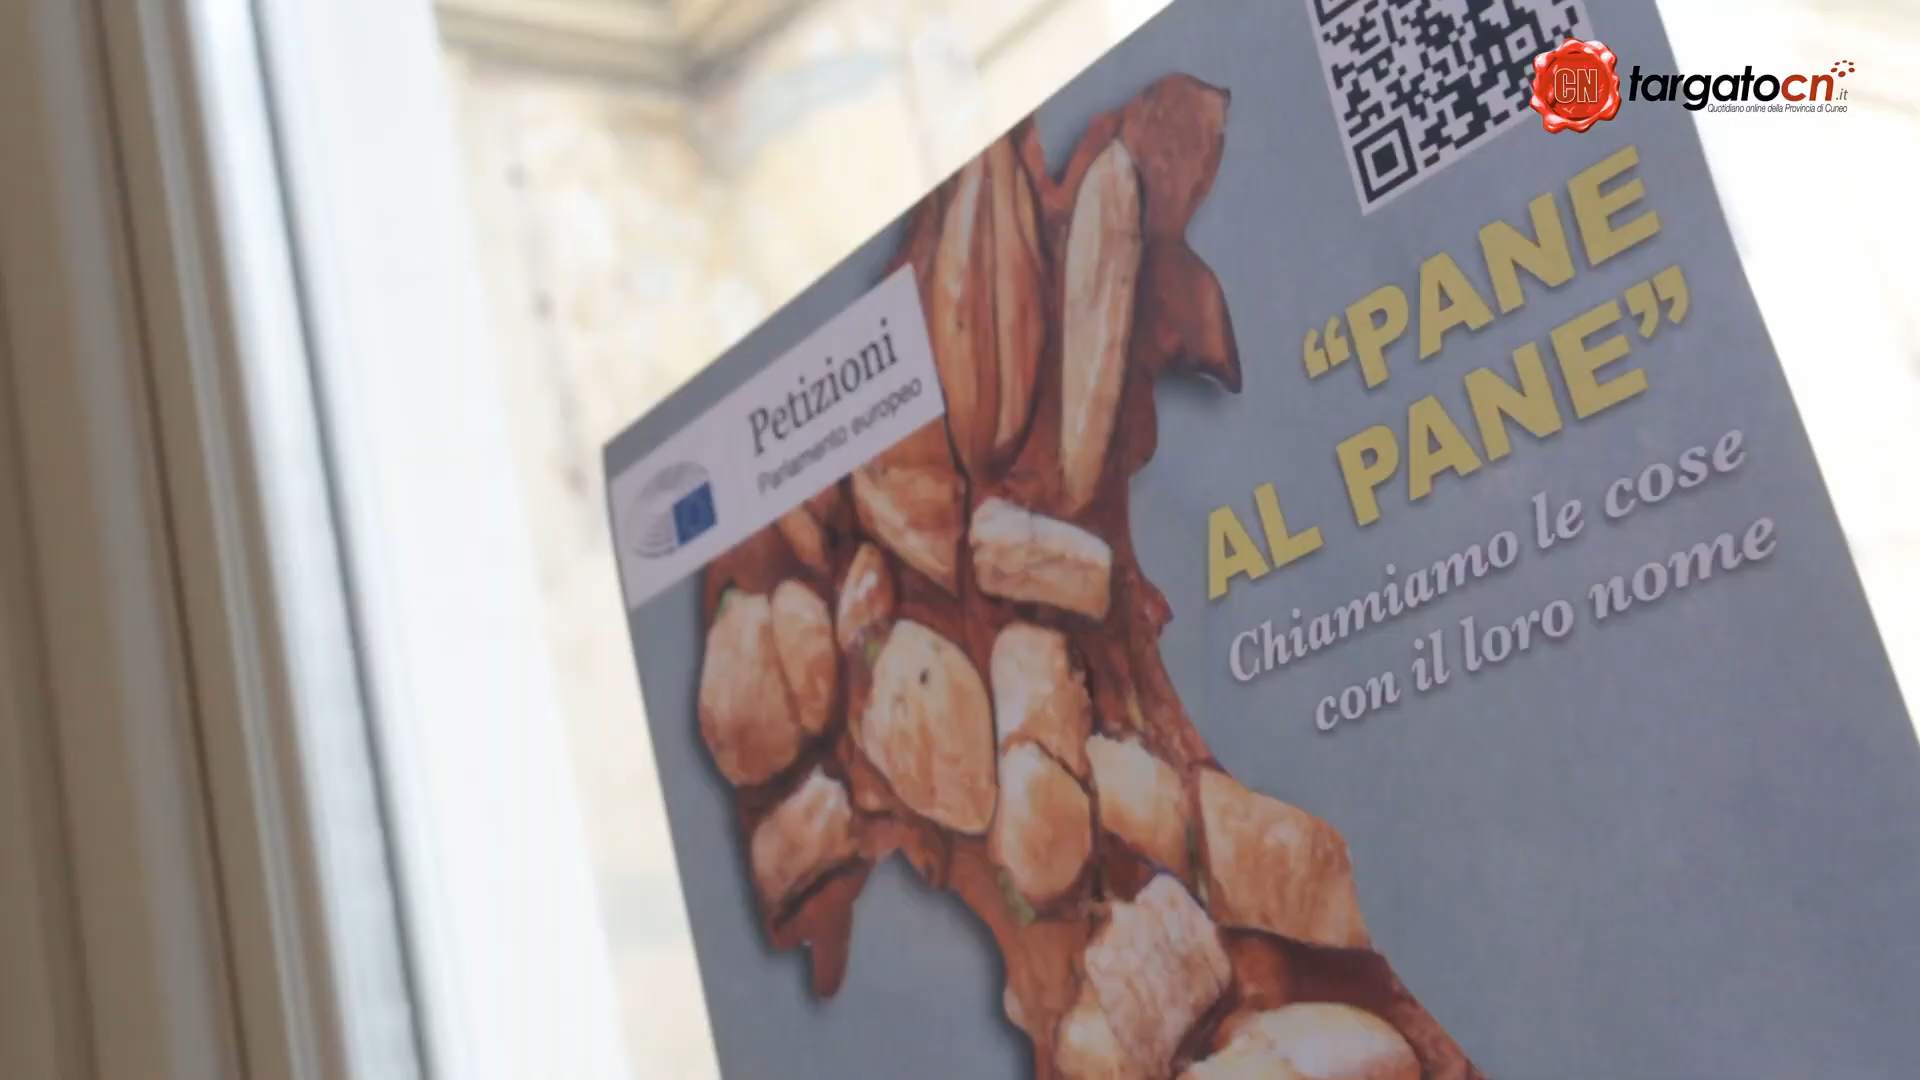 CN targatocn.it
Quotidiano online della Provincia di Cuneo
Petizioni
Parlamento europeo
“PANE
AL PANE”
Chiamiamo le cose
con il loro nome